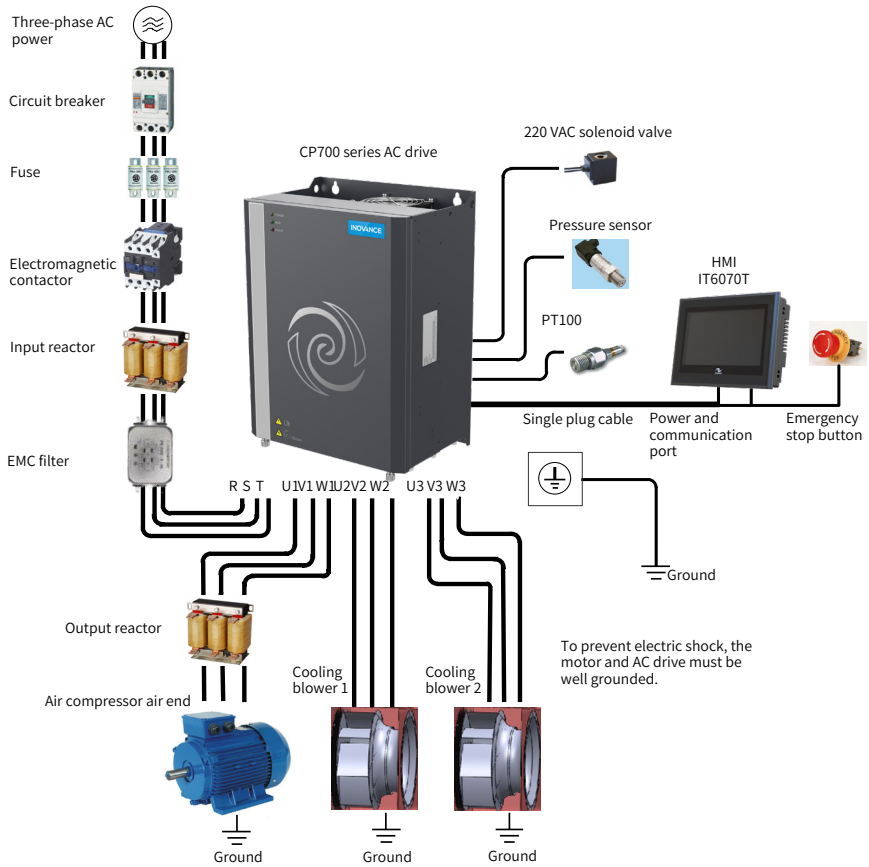 Three-phase AC
power
Circuit breaker
Fuse
Electromagnetic
contactor
Input reactor
EMC filter
CP700 series AC drive
INOVANCE
220 VAC solenoid valve
Pressure sensor
PT100
HMI
IT6070T
Single plug cable
Power and
communication
port
Emergency
stop button
R S T U1V1 W1U2V2 W2 U3 V3 W3
Ground
Output reactor
To prevent electric shock, the
motor and AC drive must be
well grounded.
Cooling
blower 1
Cooling
blower 2
Air compressor air end
Ground
Ground
Ground